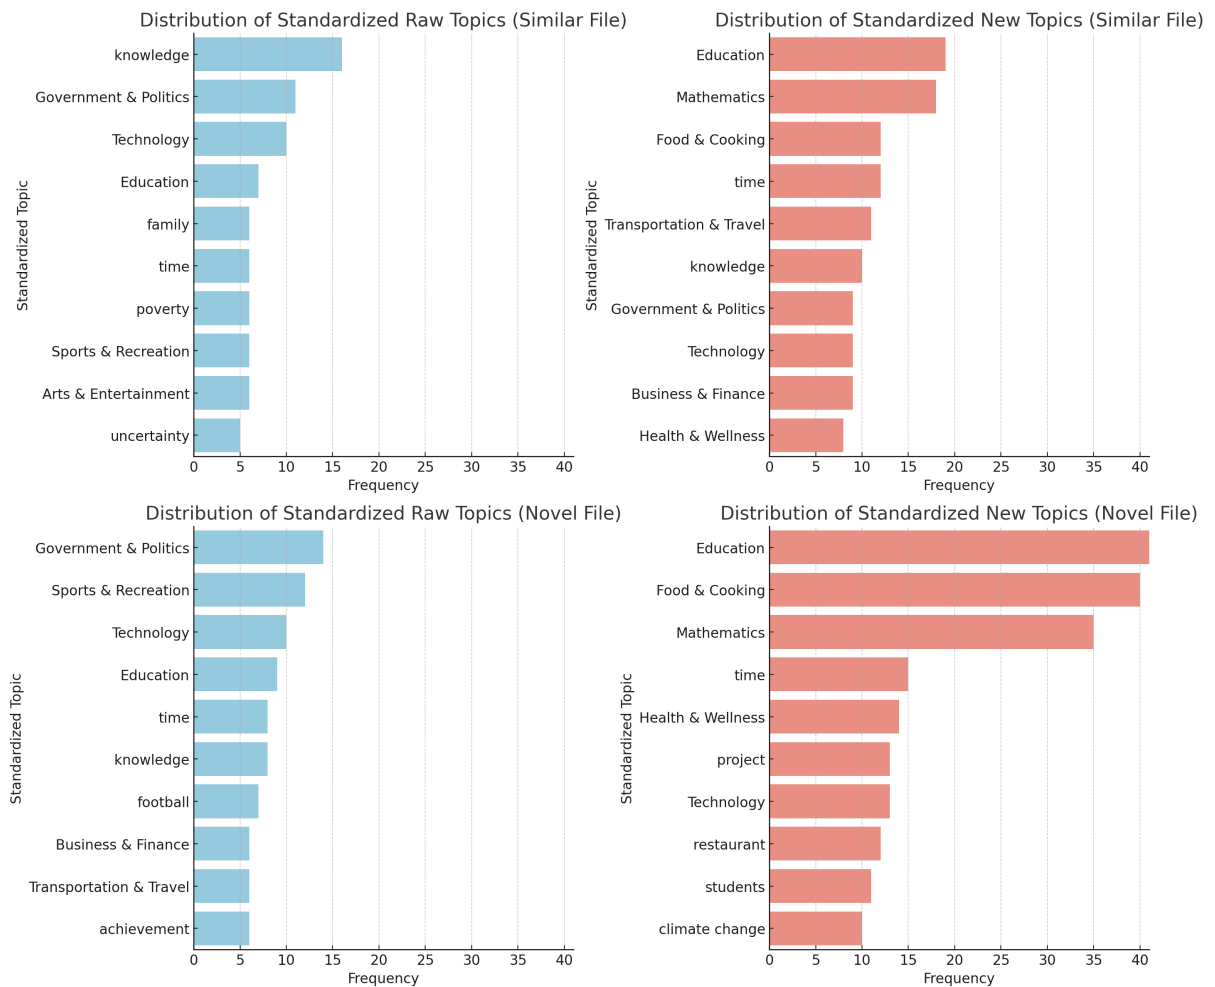 Distribution of Standardized Raw Topics (Similar File)
Standardized Topic
knowledge
Government & Politics
Technology
Education
family
time
poverty
Sports & Recreation
Arts & Entertainment
uncertainty
0 5 10 15 20 25 30 35 40
Frequency
Distribution of Standardized New Topics (Similar File)
Standardized Topic
Education
Mathematics
Food & Cooking
time
Transportation & Travel
knowledge
Government & Politics
Technology
Business & Finance
Health & Wellness
0 5 10 15 20 25 30 35 40
Frequency
Distribution of Standardized Raw Topics (Novel File)
Standardized Topic
Government & Politics
Sports & Recreation
Technology
Education
time
knowledge
football
Business & Finance
Transportation & Travel
achievement
0 5 10 15 20 25 30 35 40
Frequency
Distribution of Standardized New Topics (Novel File)
Standardized Topic
Education
Food & Cooking
Mathematics
time
Health & Wellness
project
Technology
restaurant
students
climate change
0 5 10 15 20 25 30 35 40
Frequency